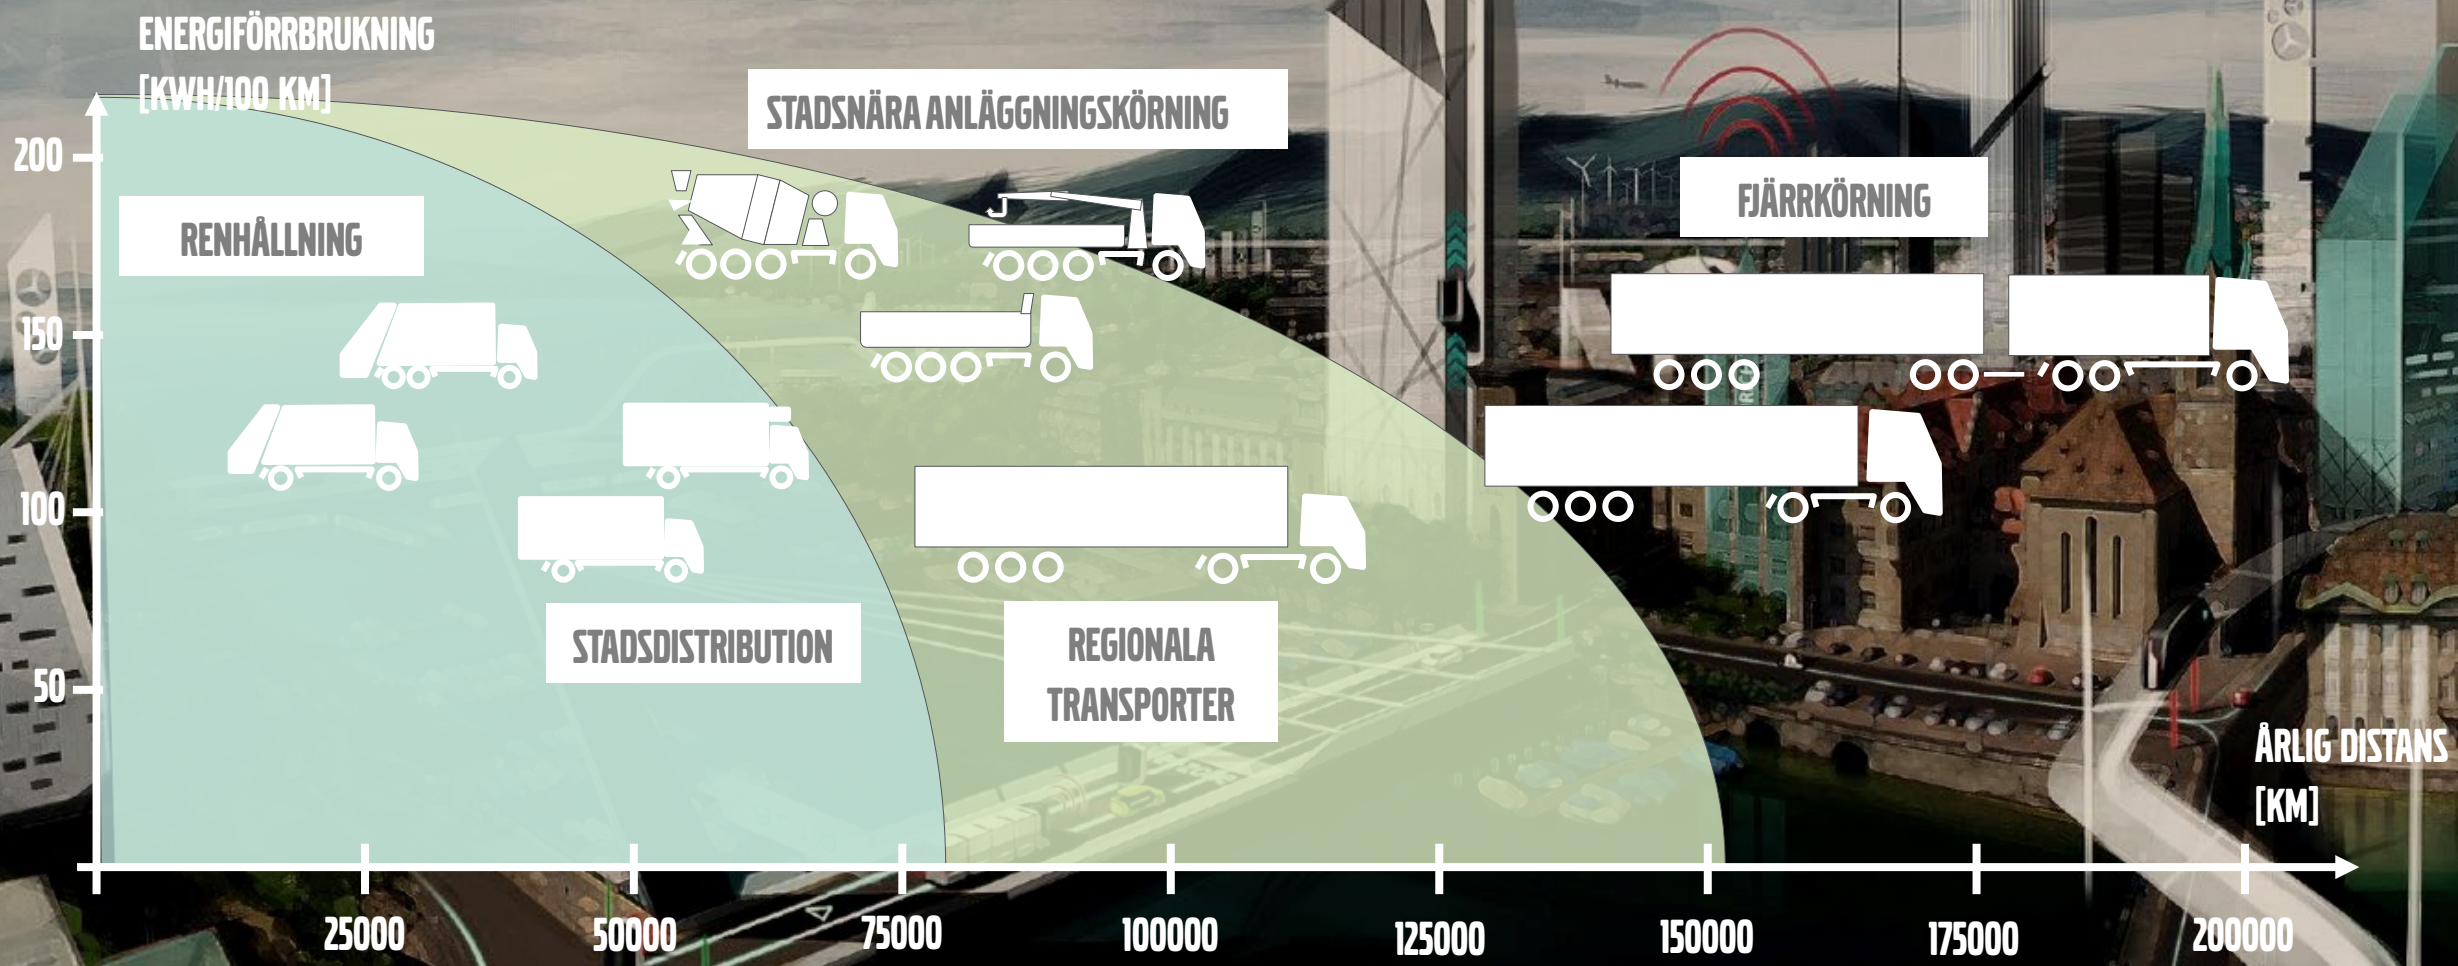 ENERGIFÖRRBRUKNING
[KWH/100 KM]
STADSNÄRA ANLÄGGNINGSKÖRNING
FJÄRRKÖRNING
RENHÅLLNING
STADSDISTRIBUTION
REGIONALA
TRANSPORTER
200
150
100
50
ÅRLIG DISTANS
[KM]
25000
50000
75000
100000
125000
150000
175000
200000